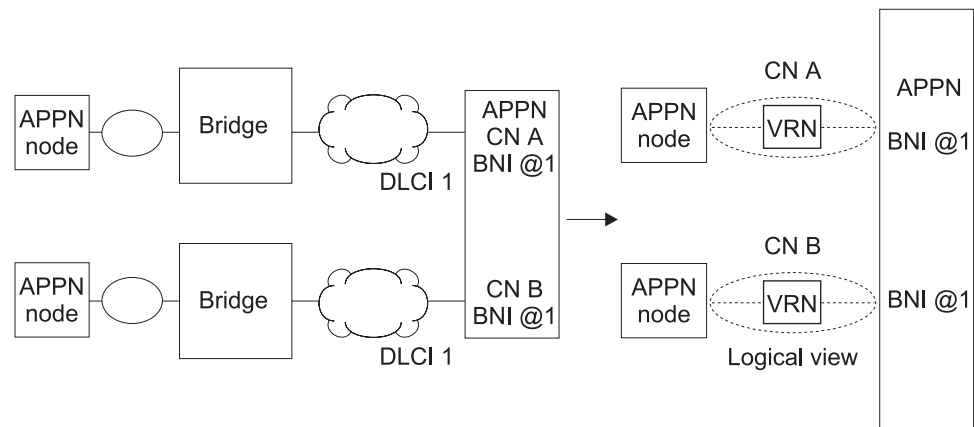 APPN
node
Bridge
DLCI 1
APPN
CN A
BNI @1
APPN
node
Bridge
DLCI 1
CN B
BNI @1
CN A
APPN
node
VRN
APPN
BNI @1
CN B
APPN
node
VRN
BNI @1
Logical view